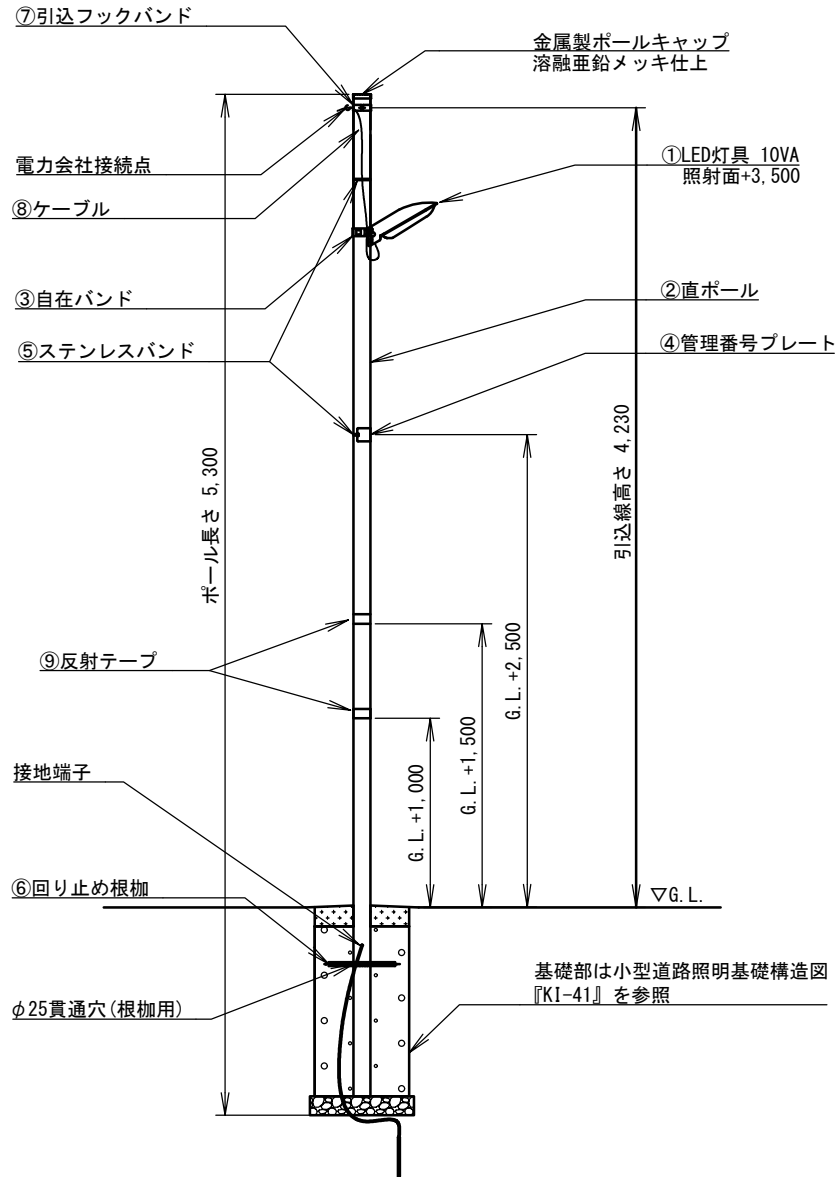 ⑦引込フックバンド
金属製ポールキャップ
溶融亜鉛メッキ仕上
電力会社接続点
①LED灯具 10VA
照射面+3,500
⑧ケーブル
③自在バンド
②直ポール
⑤ステンレスバンド
④管理番号プレート
ポール長さ 5,300
引込線高さ 4,230
G.L.+2,500
⑨反射テープ
G.L.+1,500
G.L.+1,000
接地端子
⑥回り止め根枷
▽G.L.
φ25貫通穴(根枷用)
基礎部は小型道路照明基礎構造図
『KI-41』を参照